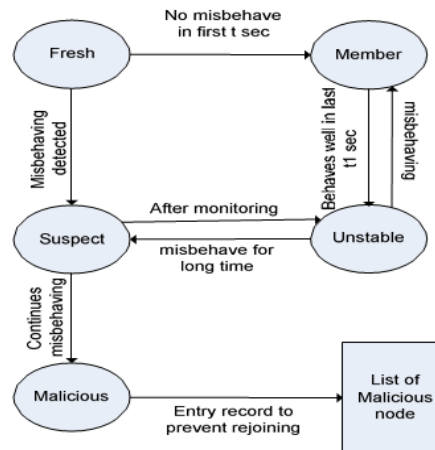 No misbehave
in first t sec
Fresh
Member
Misbehaving
detected
Behaves well in last
t1 sec
misbehaving
After monitoring
Suspect
Unstable
misbehave for
long time
Continues
misbehaving
Malicious
List of
Malicious
node
Entry record to
prevent rejoining